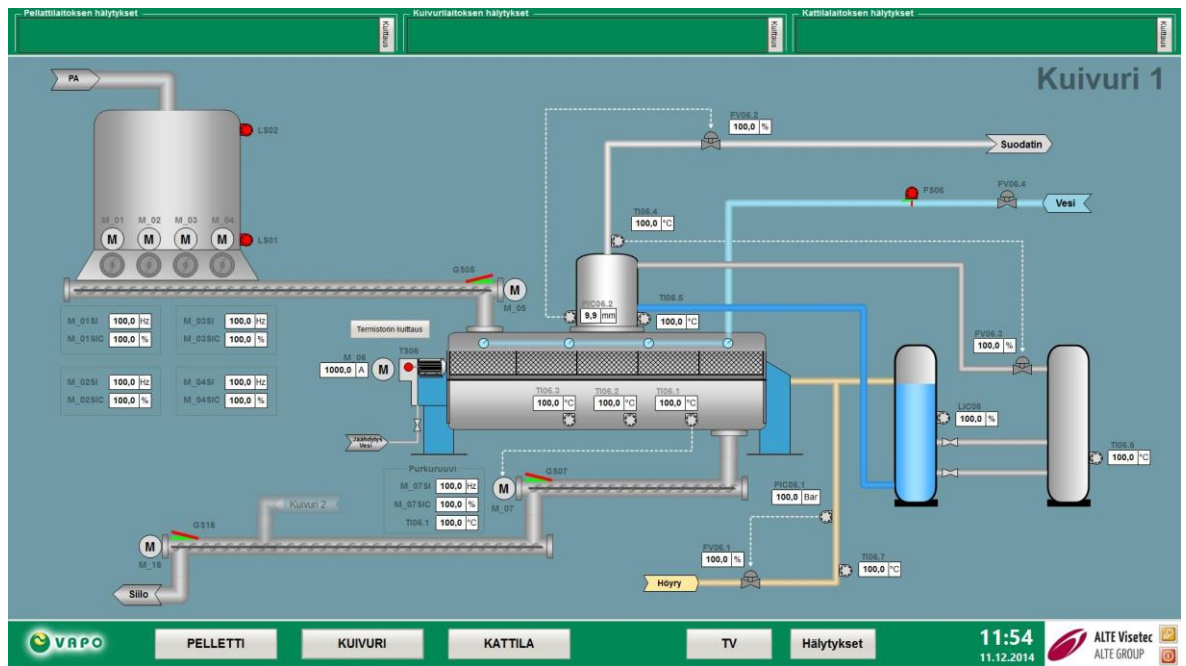 Pellattilaitoksen hälytykset
Kuittaus
Kuivurilaitoksen hälytykset
Kuittaus
Kattilalaitoksen hälytykset
Kuittaus
Kuivuri 1
PA
LS02
M_01 M_02 M_03 M_04
M M M M
LS01
FV06.2
100,0 %
Suodatin
FS06
FV06.4
Vesi
TI06.4
100,0 °C
GS05
M
M_05
PIC06.2
9,9 mm
TI06.5
100,0 °C
M_01SI 100,0 Hz
M_01SIC 100,0 %
M_03SI 100,0 Hz
M_03SIC 100,0 %
M_02SI 100,0 Hz
M_02SIC 100,0 %
M_04SI 100,0 Hz
M_04SIC 100,0 %
Termistorin kuittaus
M_06
1000,0 A
M
TS06
FV06.3
100,0 %
TI06.3
100,0 °C
TI06.2
100,0 °C
TI06.1
100,0 °C
LIC06
100,0 %
TI06.6
100,0 °C
Jäähdytys
Vesi
Purkuruuvi
M_07SI 100,0 Hz
M_07SIC 100,0 %
TI06.1 100,0 °C
GS07
M
M_07
PIC06.1
100,0 Bar
Kuivuri 2
GS18
M
M_18
Siilo
FV06.1
100,0 %
Höyry
TI06.7
100,0 °C
VAPO
PELLETTI
KUIVURI
KATTILA
TV
Hälytykset
11:54
11.12.2014
ALTE Visetec
ALTE GROUP